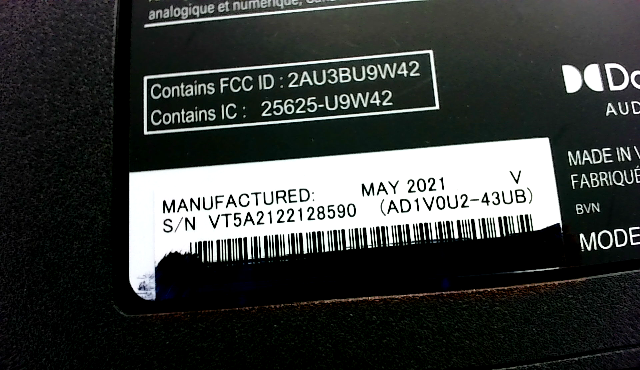 analogique et numérique,
Contains FCC ID : 2AU3BU9W42
Contains IC : 25625-U9W42
MANUFACTURED: MAY 2021 V
S/N VT5A2122128590 (AD1V0U2-43UB)
AUD
MADE IN V
FABRIQUÉ
BVN
MODE